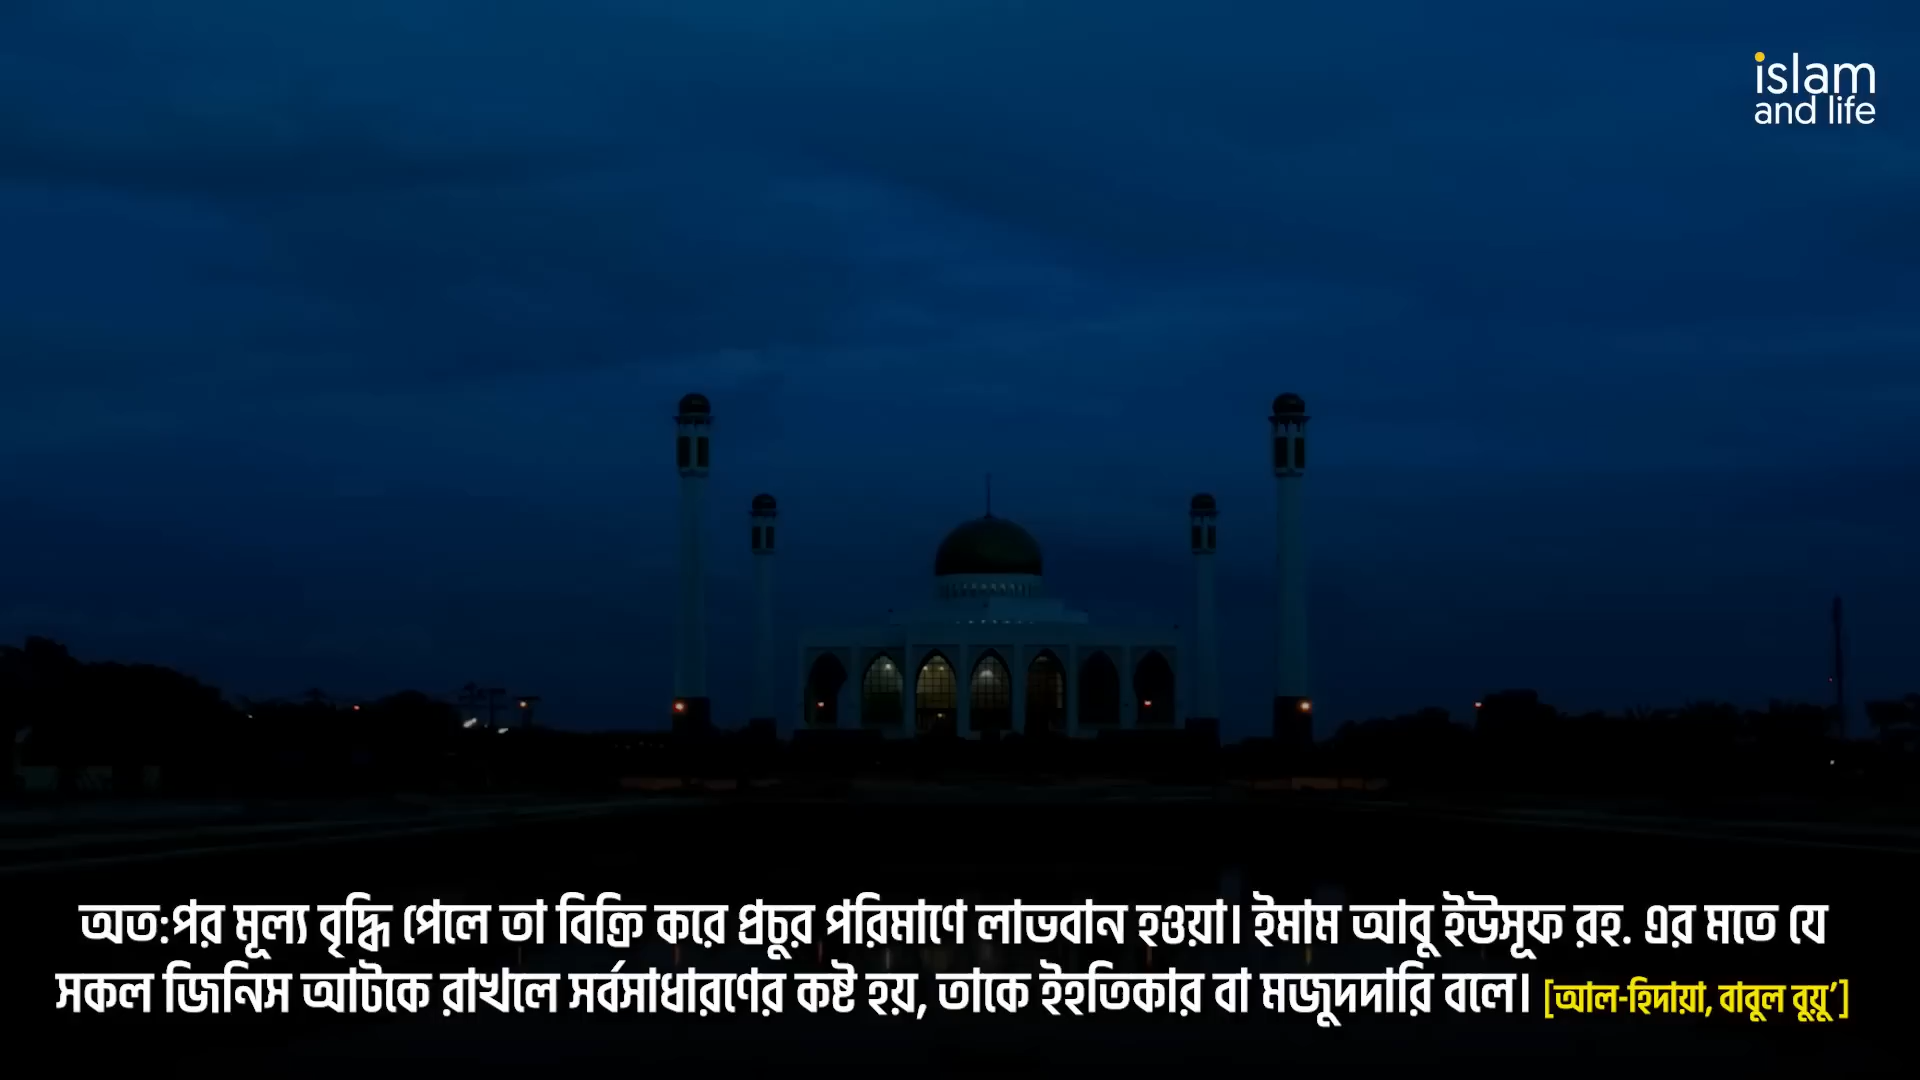 islam
and life
অত:পর মূল্য বৃদ্ধি পেলে তা বিক্রি করে প্রচুর পরিমাণে লাভবান হওয়া। ইমাম আবু ইউসূফ রহ. এর মতে যে
সকল জিনিস আটকে রাখলে সর্বসাধারণের কষ্ট হয়, তাকে ইহতিকার বা মজুদদারি বলে। [আল-হিদায়া, বাবুল বুয়ূ’]